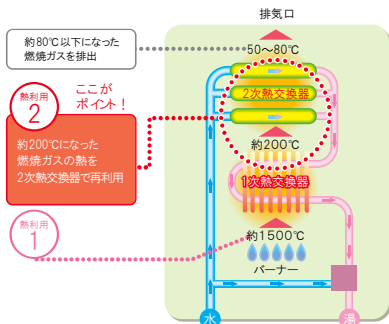 排気口
約80℃以下になった
燃焼ガスを排出
50～80℃
熱利用
2
ここが
ポイント！
2次熱交換器
約200℃になった
燃焼ガスの熱を
2次熱交換器で再利用
約200℃
1次熱交換器
熱利用
1
約1500℃
バーナー
水
湯